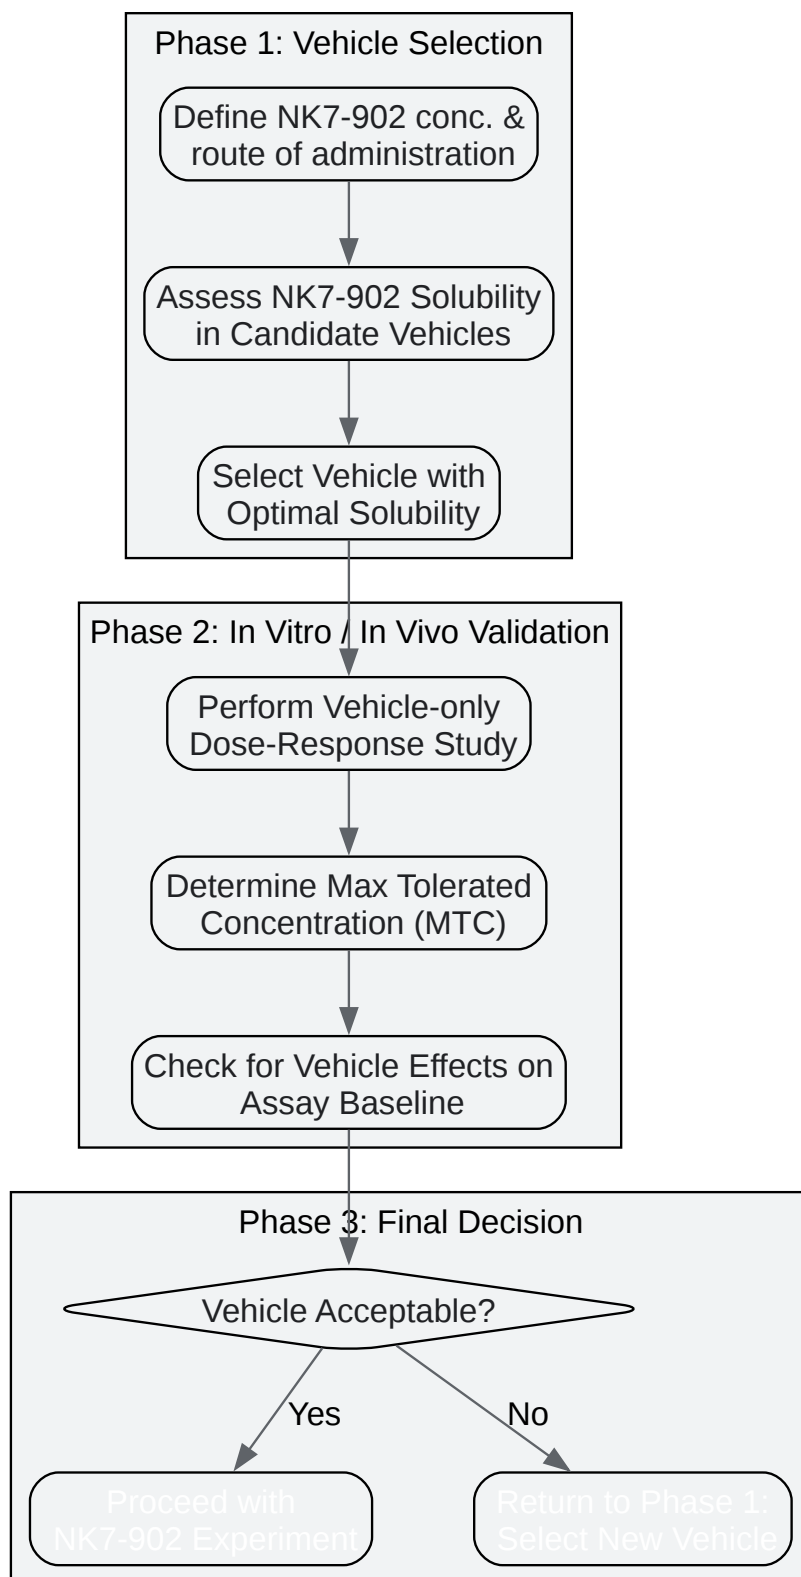 Phase 1: Vehicle Selection
Define NK7-902 conc. &
route of administration
Assess NK7-902 Solubility
in Candidate Vehicles
Select Vehicle with
Optimal Solubility
Phase 2: In Vitro / In Vivo Validation
Perform Vehicle-only
Dose-Response Study
Determine Max Tolerated
Concentration (MTC)
Check for Vehicle Effects on
Assay Baseline
Phase 3: Final Decision
Vehicle Acceptable?
Yes
No
Proceed with
NK7-902 Experiment
Return to Phase 1:
Select New Vehicle